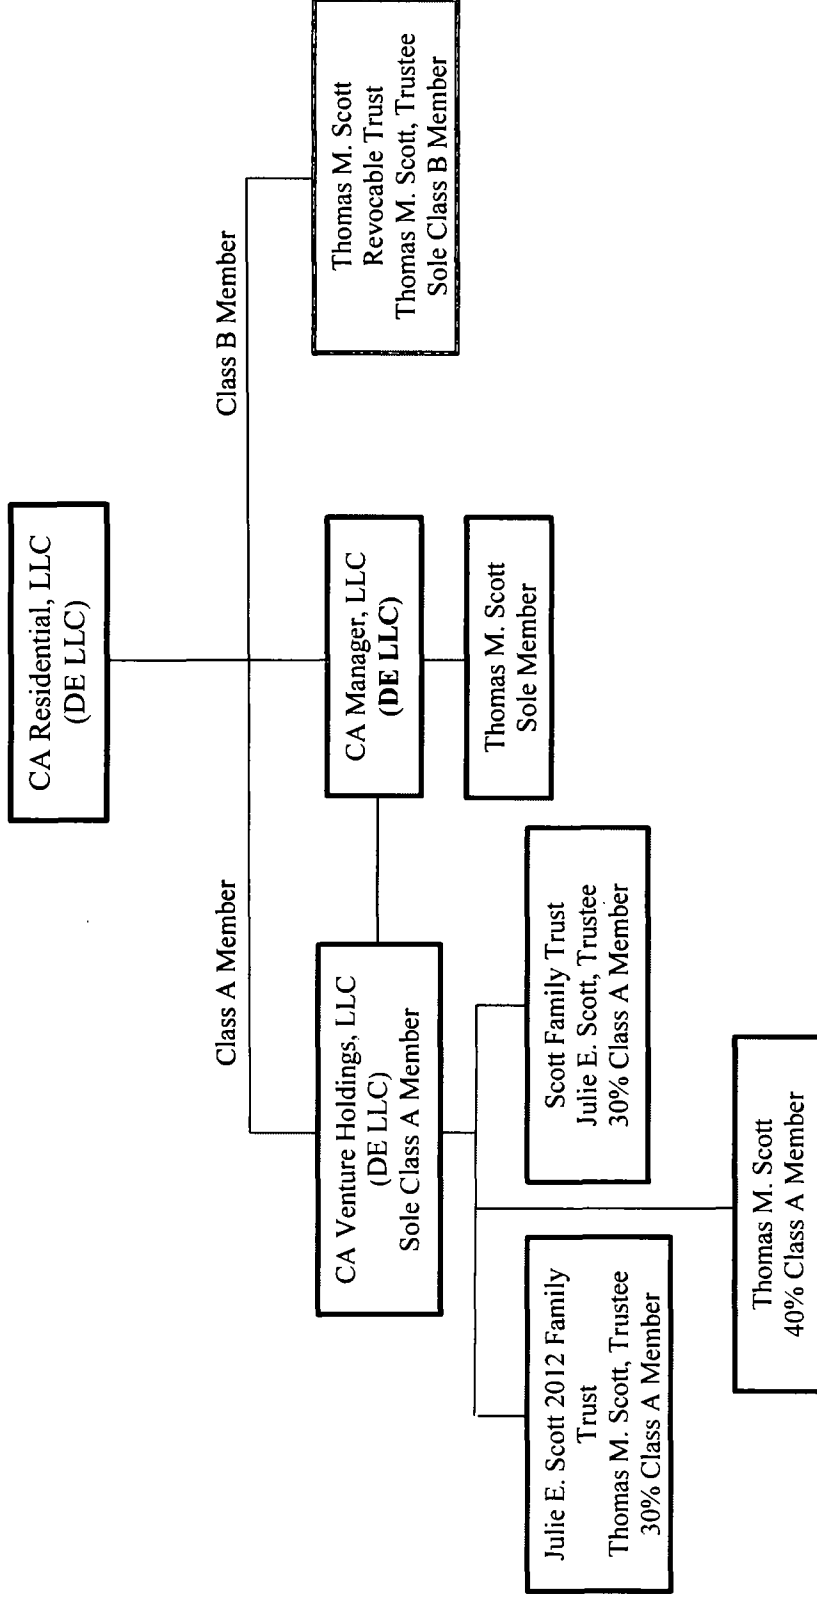 CA Residential, LLC
(DE LLC)
Class A Member
Class B Member
CA Venture Holdings, LLC
(DE LLC)
Sole Class A Member
CA Manager, LLC
(DE LLC)
Thomas M. Scott
Revocable Trust
Thomas M. Scott, Trustee
Sole Class B Member
Thomas M. Scott
Sole Member
Julie E. Scott 2012 Family
Trust
Thomas M. Scott, Trustee
30% Class A Member
Scott Family Trust
Julie E. Scott, Trustee
30% Class A Member
Thomas M. Scott
40% Class A Member